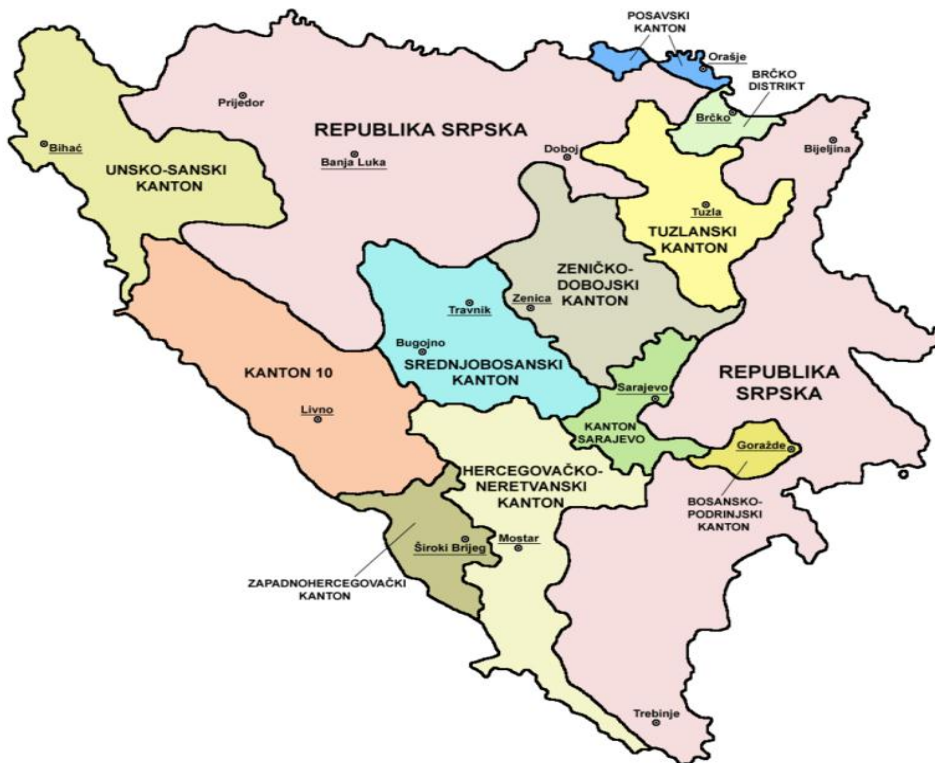 POSAVSKI
KANTON
Orašje
BRČKO
DISTRIKT
Prijedor
Brčko
REPUBLIKA SRPSKA
Bihać
Banja Luka
Doboj
Bijeljina
UNSKO-SANSKI
KANTON
Tuzla
TUZLANSKI
KANTON
ZENIČKO-
DOBOJSKI
KANTON
Travnik
Zenica
Bugojno
SREDNJOBOSANSKI
KANTON
KANTON 10
REPUBLIKA
SRPSKA
Sarajevo
Livno
KANTON
SARAJEVO
Goražde
HERCEGOVAČKO-
NERETVANSKI
KANTON
BOSANSKO-
PODRINJSKI
KANTON
Široki Brijeg
Mostar
ZAPADNOHERCEGOVAČKI
KANTON
Trebinje